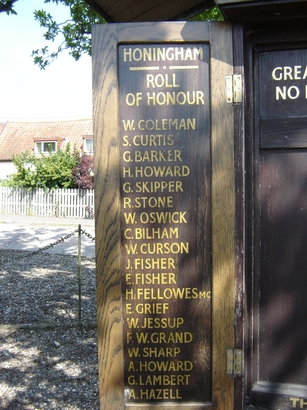 HONINGHAM
ROLL
OF HONOUR
W. COLEMAN
S. CURTIS
G. BARKER
H. HOWARD
G. SKIPPER
R. STONE
W. OSWICK
C. BILHAM
W. CURSON
J. FISHER
E. FISHER
H. FELLOWES MC
E. GRIEF
W. JESSUP
F. W. GRAND
W. SHARP
A. HOWARD
G. LAMBERT
A. HAZELL
GREA
NO
TH